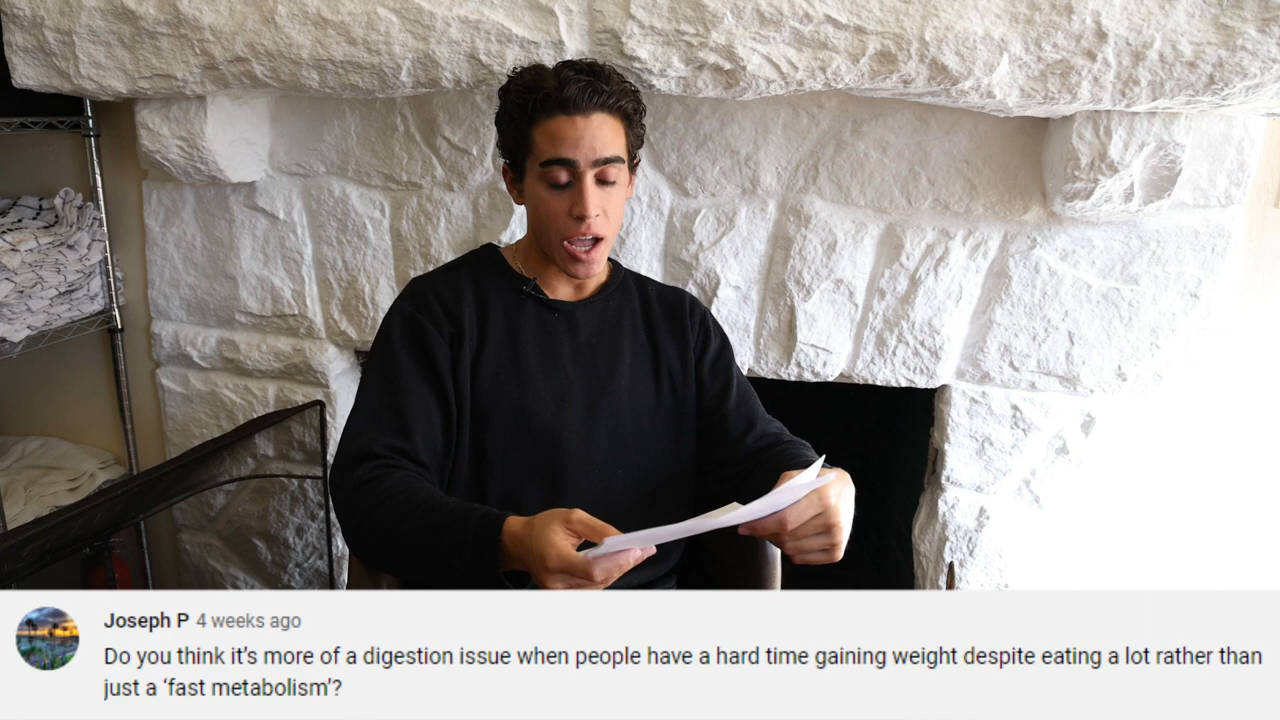 Joseph P 4 weeks ago
Do you think it’s more of a digestion issue when people have a hard time gaining weight despite eating a lot rather than
just a ‘fast metabolism’?